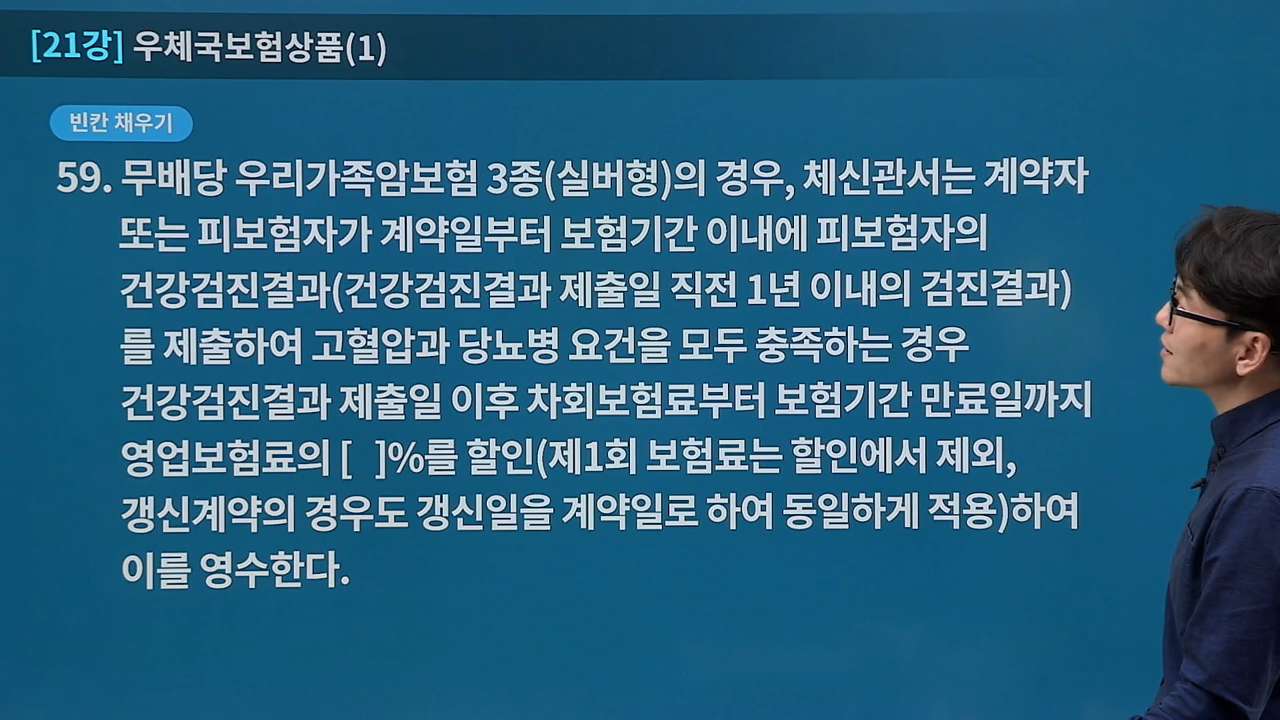 [21강] 우체국보험상품(1)
빈칸 채우기
59. 무배당 우리가족암보험 3종(실버형)의 경우, 체신관서는 계약자
또는 피보험자가 계약일부터 보험기간 이내에 피보험자의
건강검진결과(건강검진결과 제출일 직전 1년 이내의 검진결과)
를 제출하여 고혈압과 당뇨병 요건을 모두 충족하는 경우
건강검진결과 제출일 이후 차회보험료부터 보험기간 만료일까지
영업보험료의 [ ]%를 할인(제1회 보험료는 할인에서 제외,
갱신계약의 경우도 갱신일을 계약일로 하여 동일하게 적용)하여
이를 영수한다.